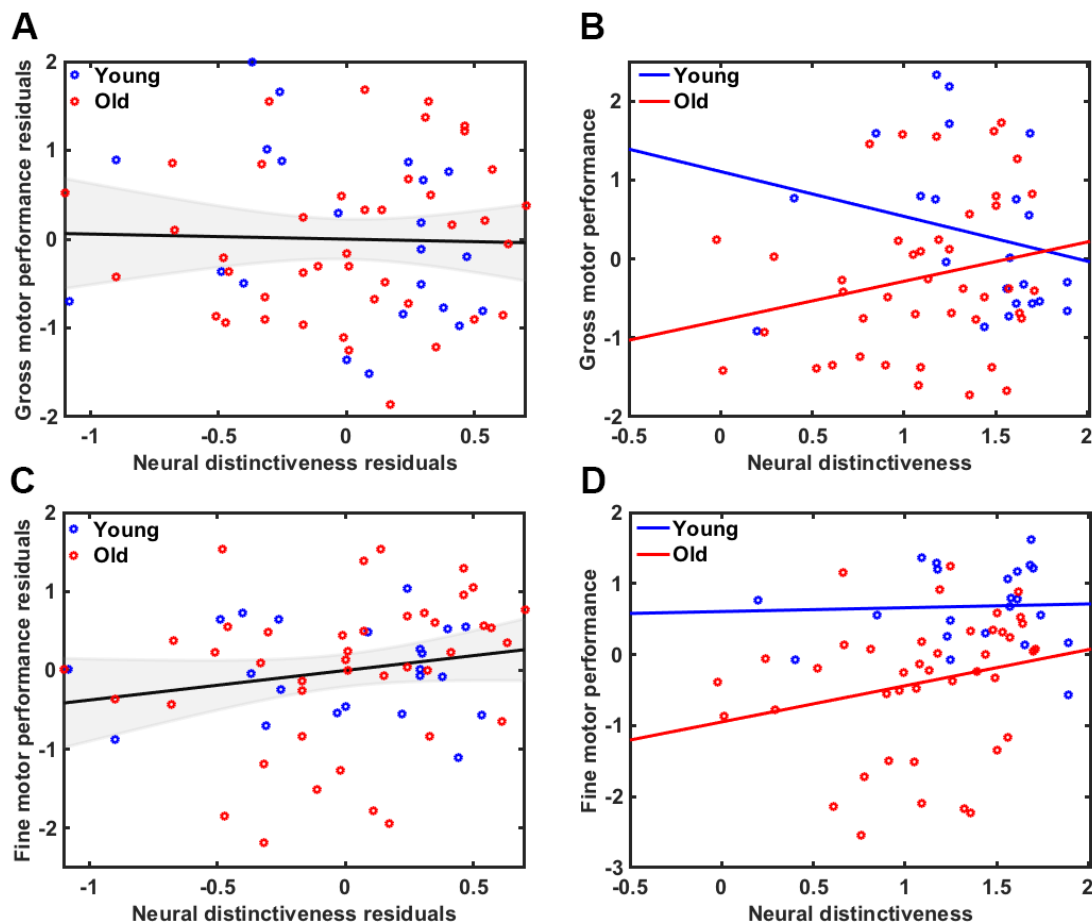 A
Gross motor performance residuals
2
1
0
-1
-2
Young
Old
-1
-0.5
0
0.5
Neural distinctiveness residuals
B
Gross motor performance
2
1
0
-1
-2
Young
Old
-0.5
0
0.5
1
1.5
2
Neural distinctiveness
C
Fine motor performance residuals
2
1
0
-1
-2
Young
Old
-1
-0.5
0
0.5
Neural distinctiveness residuals
D
Fine motor performance
2
1
0
-1
-2
-3
Young
Old
-0.5
0
0.5
1
1.5
2
Neural distinctiveness